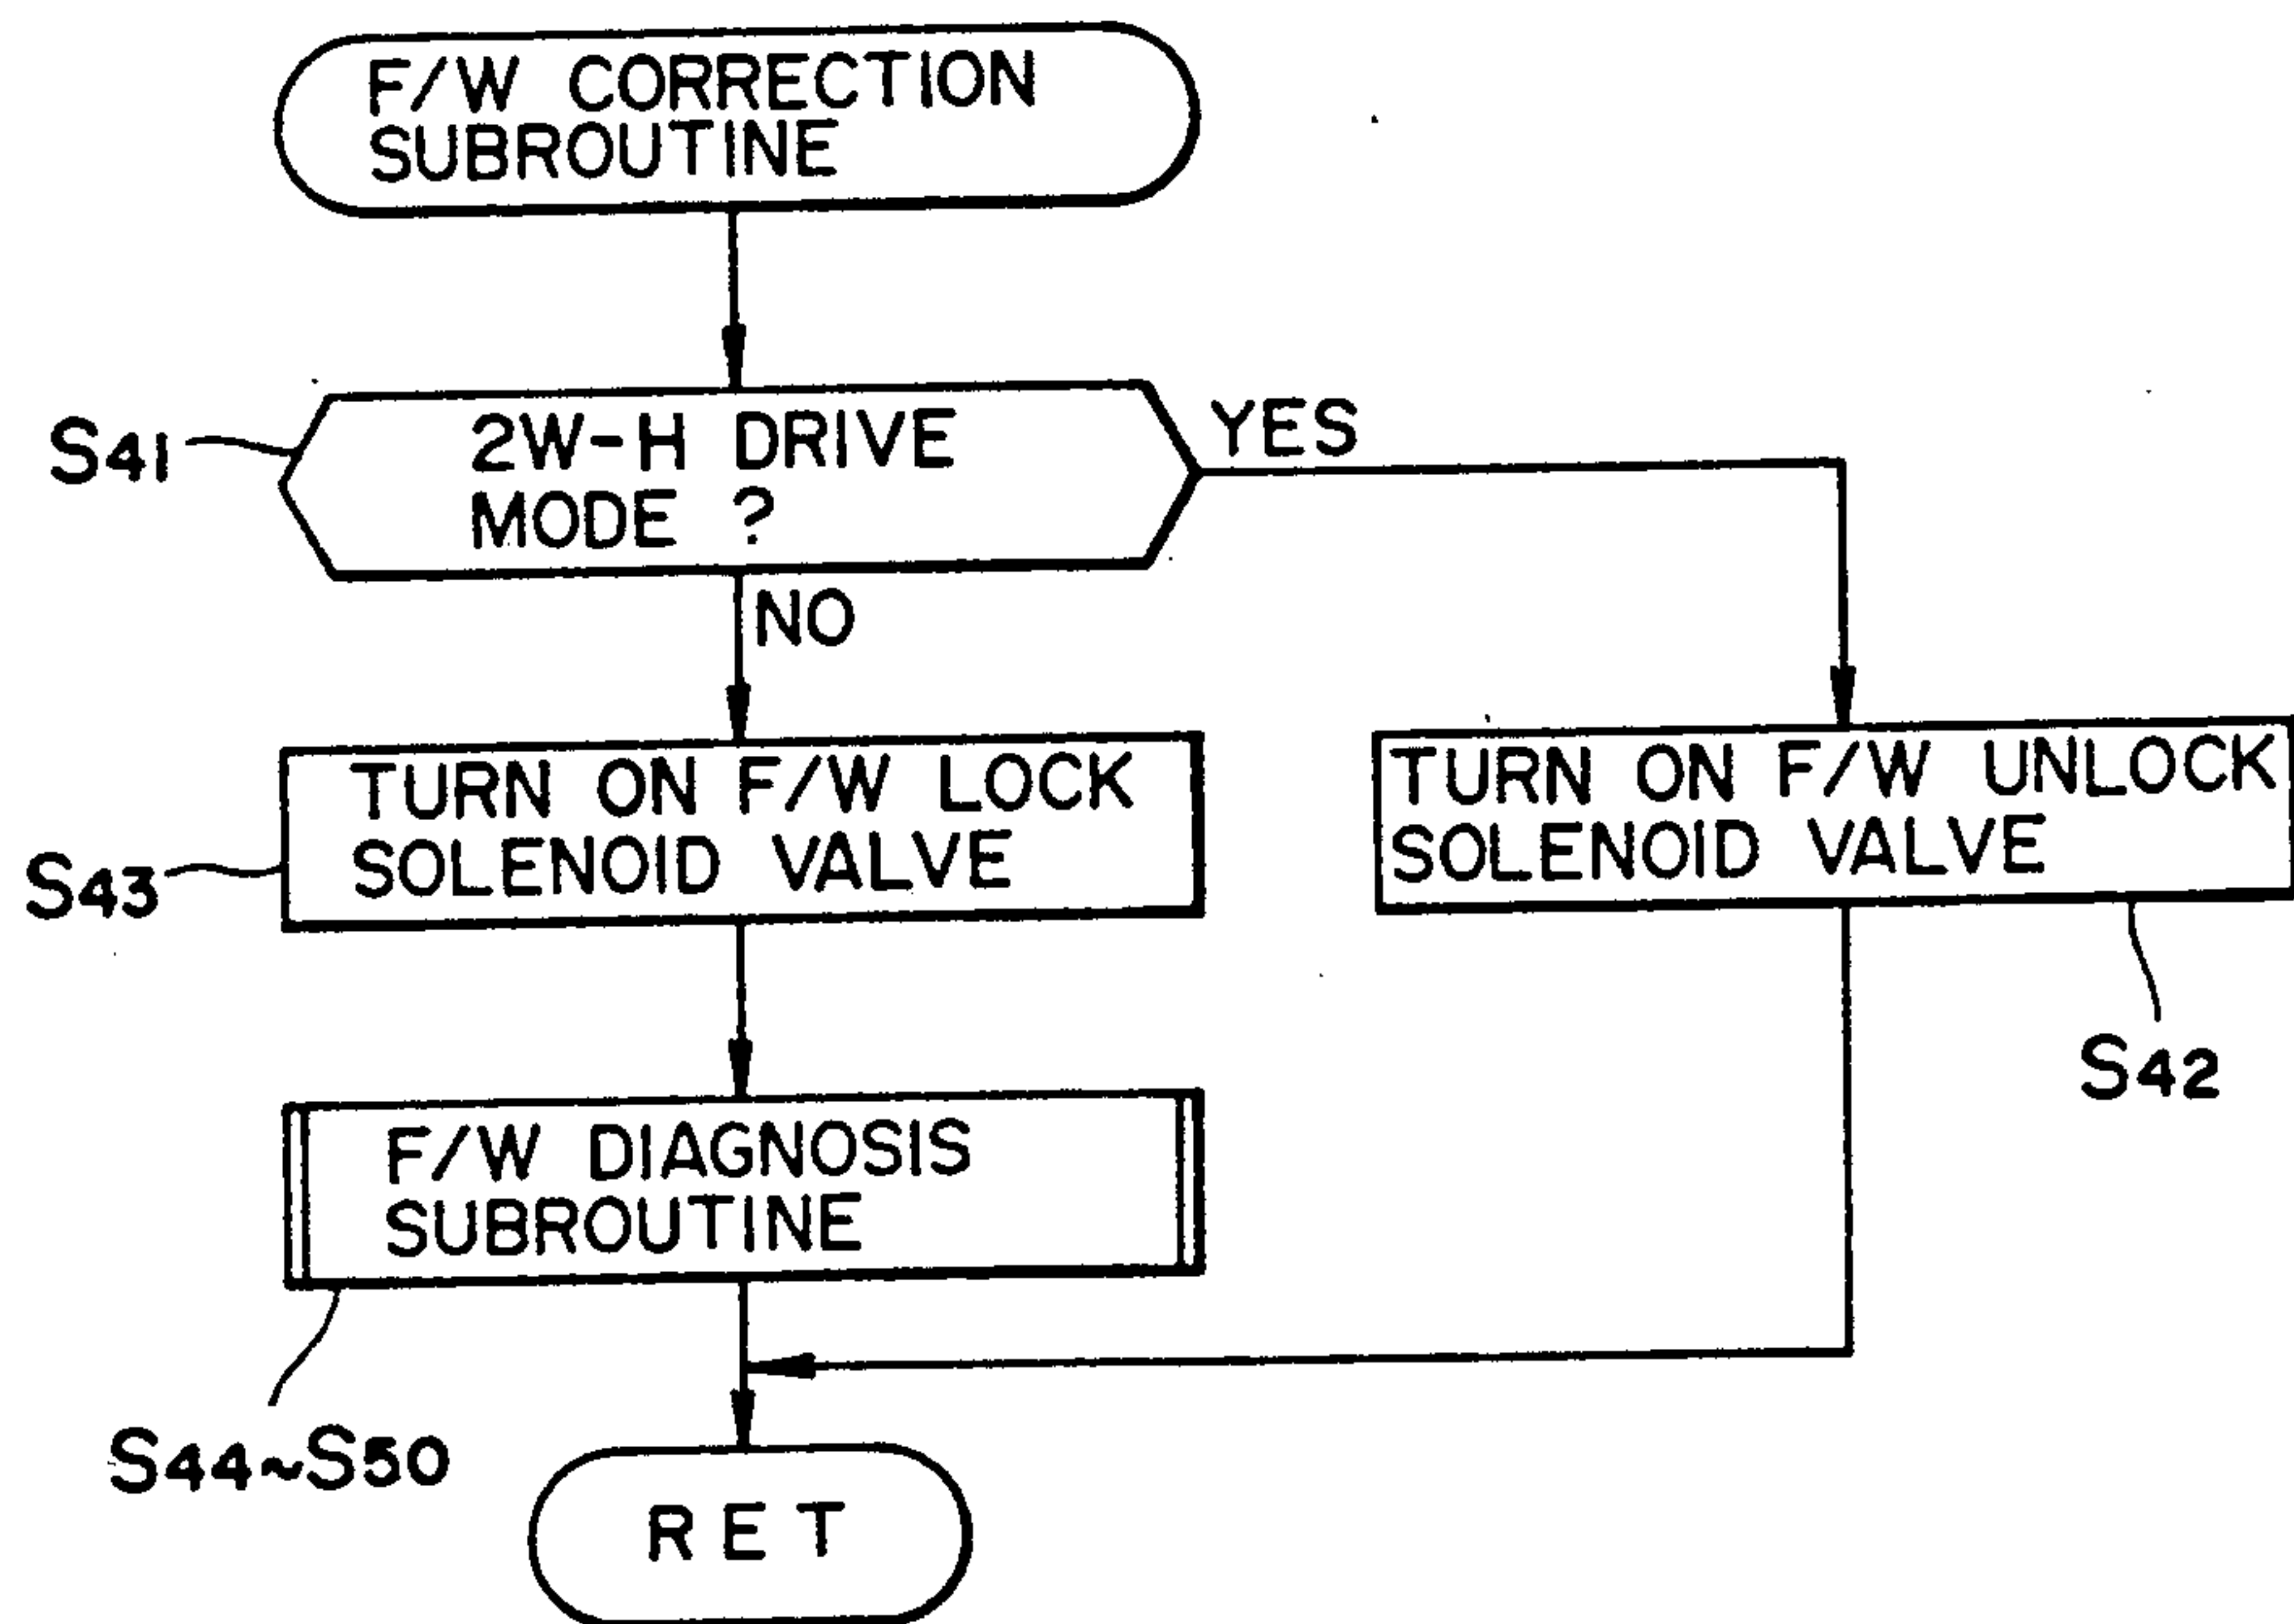 F/W CORRECTION
SUBROUTINE
S41
2W-H DRIVE
MODE ?
YES
NO
S43
TURN ON F/W LOCK
SOLENOID VALVE
TURN ON F/W UNLOCK
SOLENOID VALVE
S42
F/W DIAGNOSIS
SUBROUTINE
S44~S50
RET